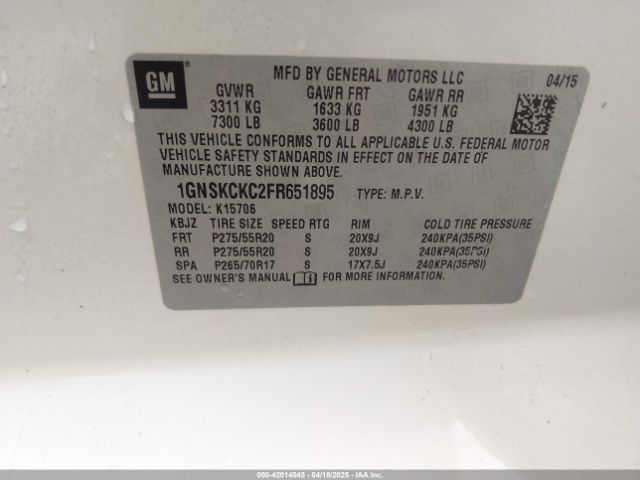 GM ®
MFD BY GENERAL MOTORS LLC 04/15
GVWR GAWR FRT GAWR RR
3311 KG 1633 KG 1951 KG
7300 LB 3600 LB 4300 LB
THIS VEHICLE CONFORMS TO ALL APPLICABLE U.S. FEDERAL MOTOR
VEHICLE SAFETY STANDARDS IN EFFECT ON THE DATE OF
MANUFACTURE SHOWN ABOVE.
1GNSKCKC2FR651895 TYPE: M.P.V.
MODEL: K15706
KBJZ TIRE SIZE SPEED RTG RIM COLD TIRE PRESSURE
FRT P275/55R20 S 20X9J 240KPA(35PSI)
RR P275/55R20 S 20X9J 240KPA(35PSI)
SPA P265/70R17 S 17X7.5J 240KPA(35PSI)
SEE OWNER'S MANUAL FOR MORE INFORMATION.
000-42014545 - 04/18/2025 - IAAI.COM